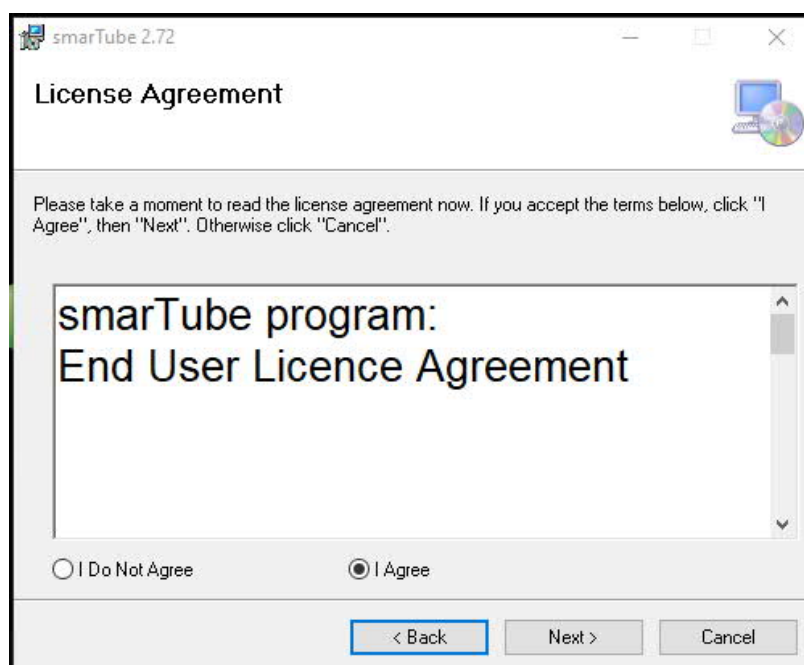 smarTube 2.72
License Agreement
Please take a moment to read the license agreement now. If you accept the terms below, click "I
Agree", then "Next". Otherwise click "Cancel".
smarTube program:
End User Licence Agreement
I Do Not Agree
I Agree
< Back
Next >
Cancel